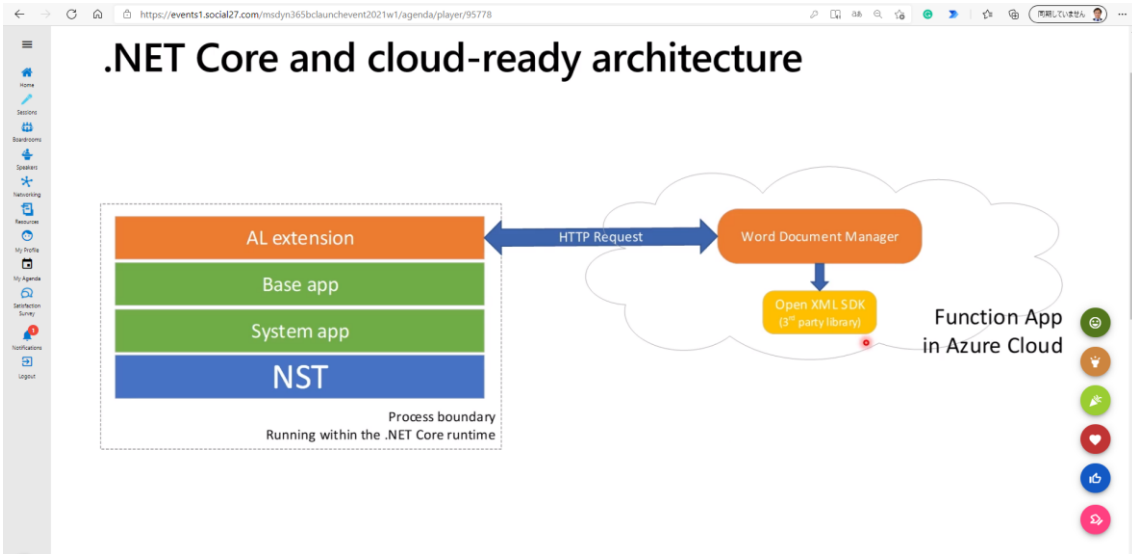 https://events1.social27.com/msdyn365bclaunchevent2021w1/agenda/player/95778
同期していません
Home
Sessions
Boardrooms
Speakers
Networking
Resources
My Profile
My Agenda
Satisfaction
Survey
1
Notifications
Logout
.NET Core and cloud-ready architecture
AL extension
Base app
System app
NST
Process boundary
Running within the .NET Core runtime
HTTP Request
Word Document Manager
Open XML SDK
(3rd party library)
Function App
in Azure Cloud